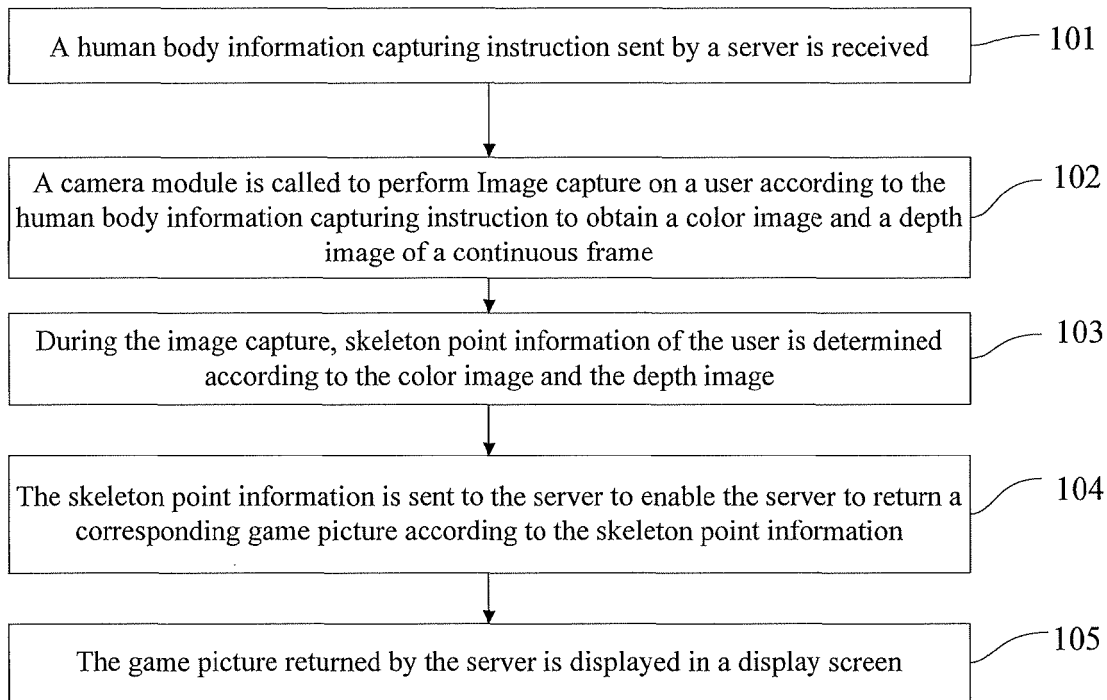 A human body information capturing instruction sent by a server is received
101
A camera module is called to perform Image capture on a user according to the
human body information capturing instruction to obtain a color image and a depth
image of a continuous frame
102
During the image capture, skeleton point information of the user is determined
according to the color image and the depth image
103
The skeleton point information is sent to the server to enable the server to return a
corresponding game picture according to the skeleton point information
104
The game picture returned by the server is displayed in a display screen
105